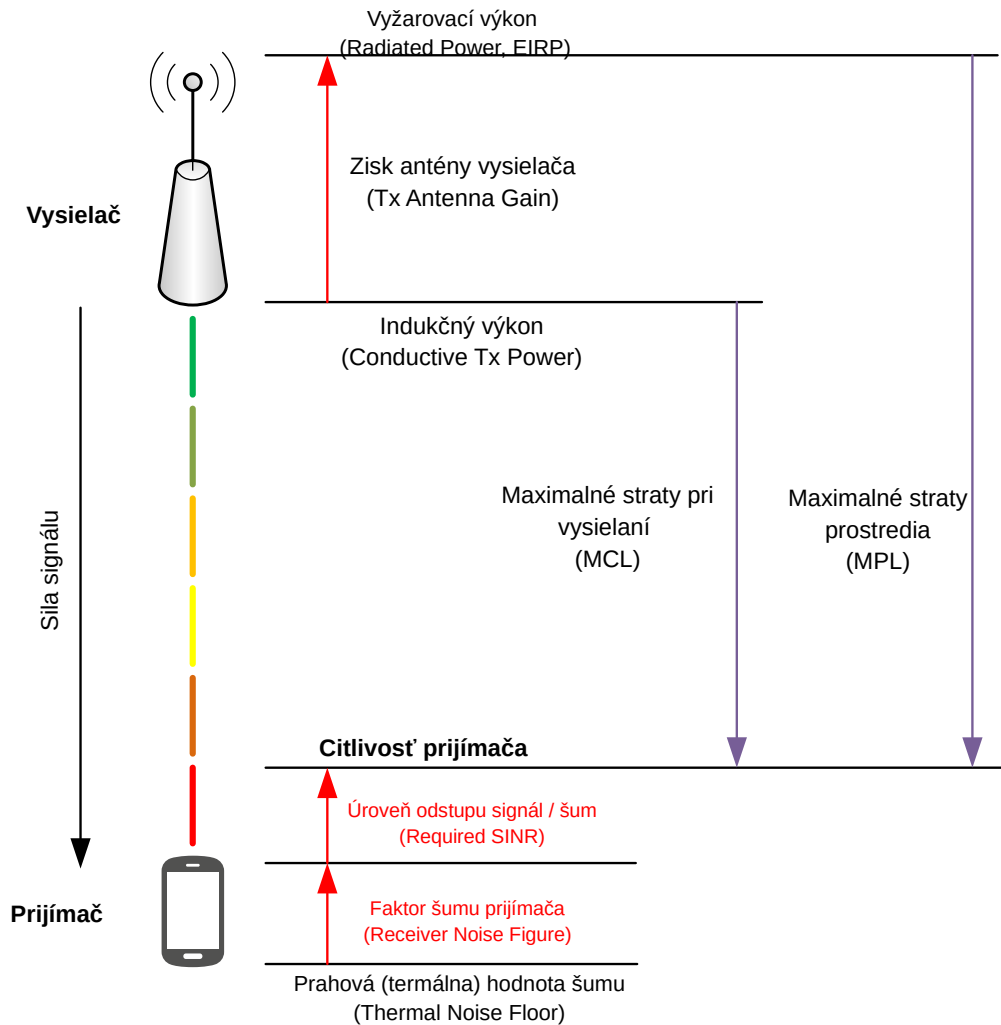 Vyžarovací výkon
(Radiated Power, EIRP)
Zisk antény vysielača
(Tx Antenna Gain)
Vysielač
Indukčný výkon
(Conductive Tx Power)
Maximalné straty pri
vysielaní
(MCL)
Maximalné straty
prostredia
(MPL)
Sila signálu
Citlivosť prijímača
Úroveň odstupu signál / šum
(Required SINR)
Prijímač
Faktor šumu prijímača
(Receiver Noise Figure)
Prahová (termálna) hodnota šumu
(Thermal Noise Floor)